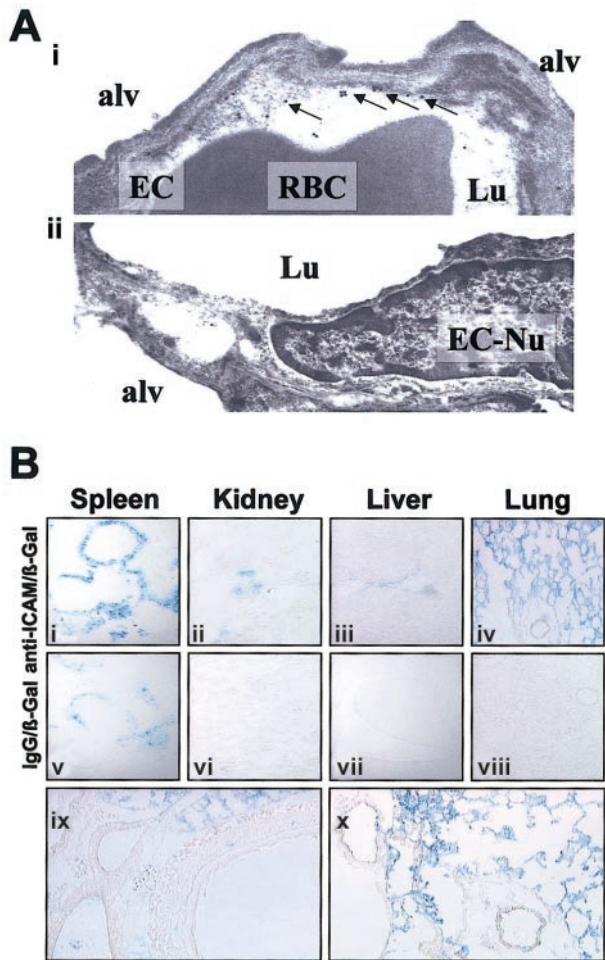 A
i
alv
alv
EC
RBC
Lu
ii
Lu
EC-Nu
alv
B
Spleen Kidney Liver Lung
IgG/ß-Gal anti-ICAM/ß-Gal
i ii iii iv
v vi vii viii
ix x